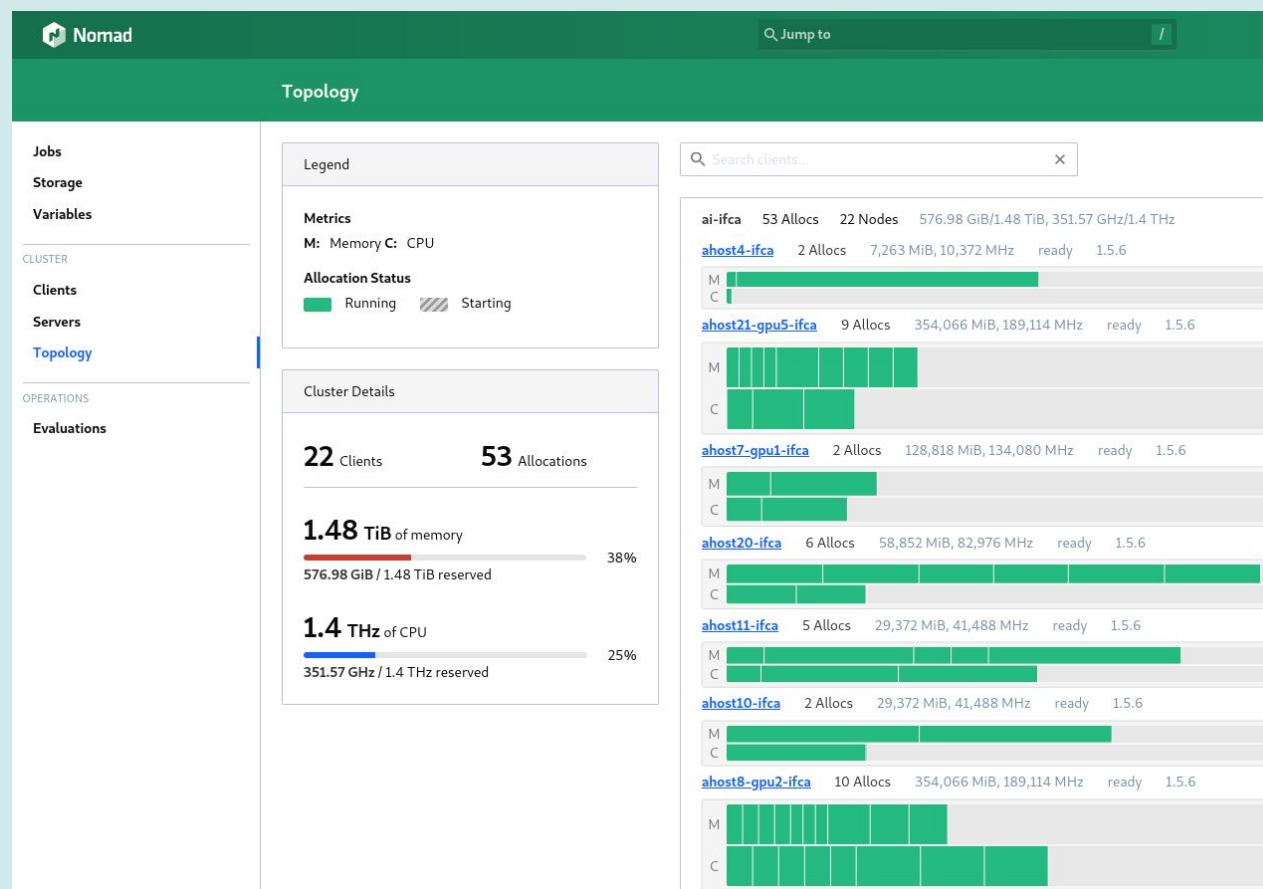 Nomad
Jump to
/
Topology
Jobs
Storage
Variables
CLUSTER
Clients
Servers
Topology
OPERATIONS
Evaluations
Legend
Metrics
M: Memory C: CPU
Allocation Status
Running Starting
Cluster Details
22 Clients 53 Allocations
1.48 TiB of memory
38%
576.98 GiB / 1.48 TiB reserved
1.4 THz of CPU
25%
351.57 GHz / 1.4 THz reserved
Search clients...
ai-ifca 53 Allocs 22 Nodes 576.98 GiB/1.48 TiB, 351.57 GHz/1.4 THz
ahost4-ifca 2 Allocs 7,263 MiB, 10,372 MHz ready 1.5.6
M
C
ahost21-gpu5-ifca 9 Allocs 354,066 MiB, 189,114 MHz ready 1.5.6
M
C
ahost7-gpu1-ifca 2 Allocs 128,818 MiB, 134,080 MHz ready 1.5.6
M
C
ahost20-ifca 6 Allocs 58,852 MiB, 82,976 MHz ready 1.5.6
M
C
ahost11-ifca 5 Allocs 29,372 MiB, 41,488 MHz ready 1.5.6
M
C
ahost10-ifca 2 Allocs 29,372 MiB, 41,488 MHz ready 1.5.6
M
C
ahost8-gpu2-ifca 10 Allocs 354,066 MiB, 189,114 MHz ready 1.5.6
M
C